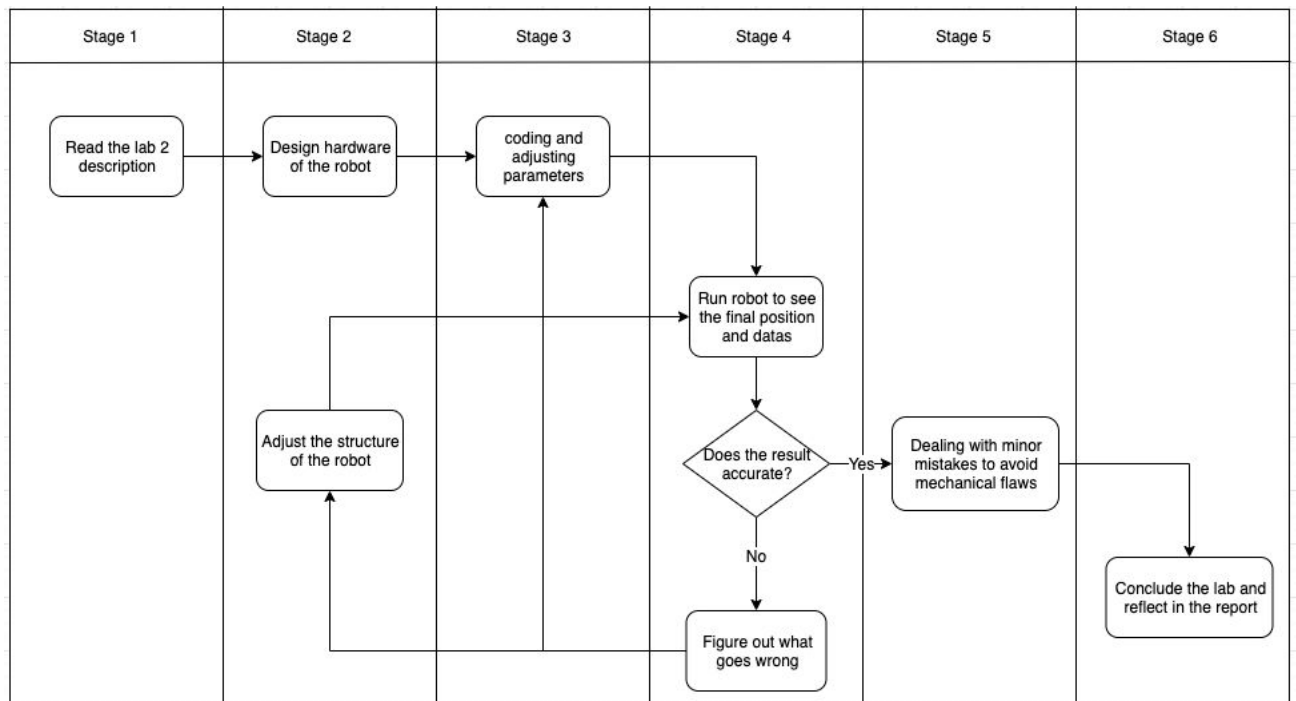 Stage 1
Stage 2
Stage 3
Stage 4
Stage 5
Stage 6
Read the lab 2
description
Design hardware
of the robot
coding and
adjusting
parameters
Run robot to see
the final position
and datas
Adjust the structure
of the robot
Does the result
accurate?
Yes
Dealing with minor
mistakes to avoid
mechanical flaws
No
Conclude the lab and
reflect in the report
Figure out what
goes wrong